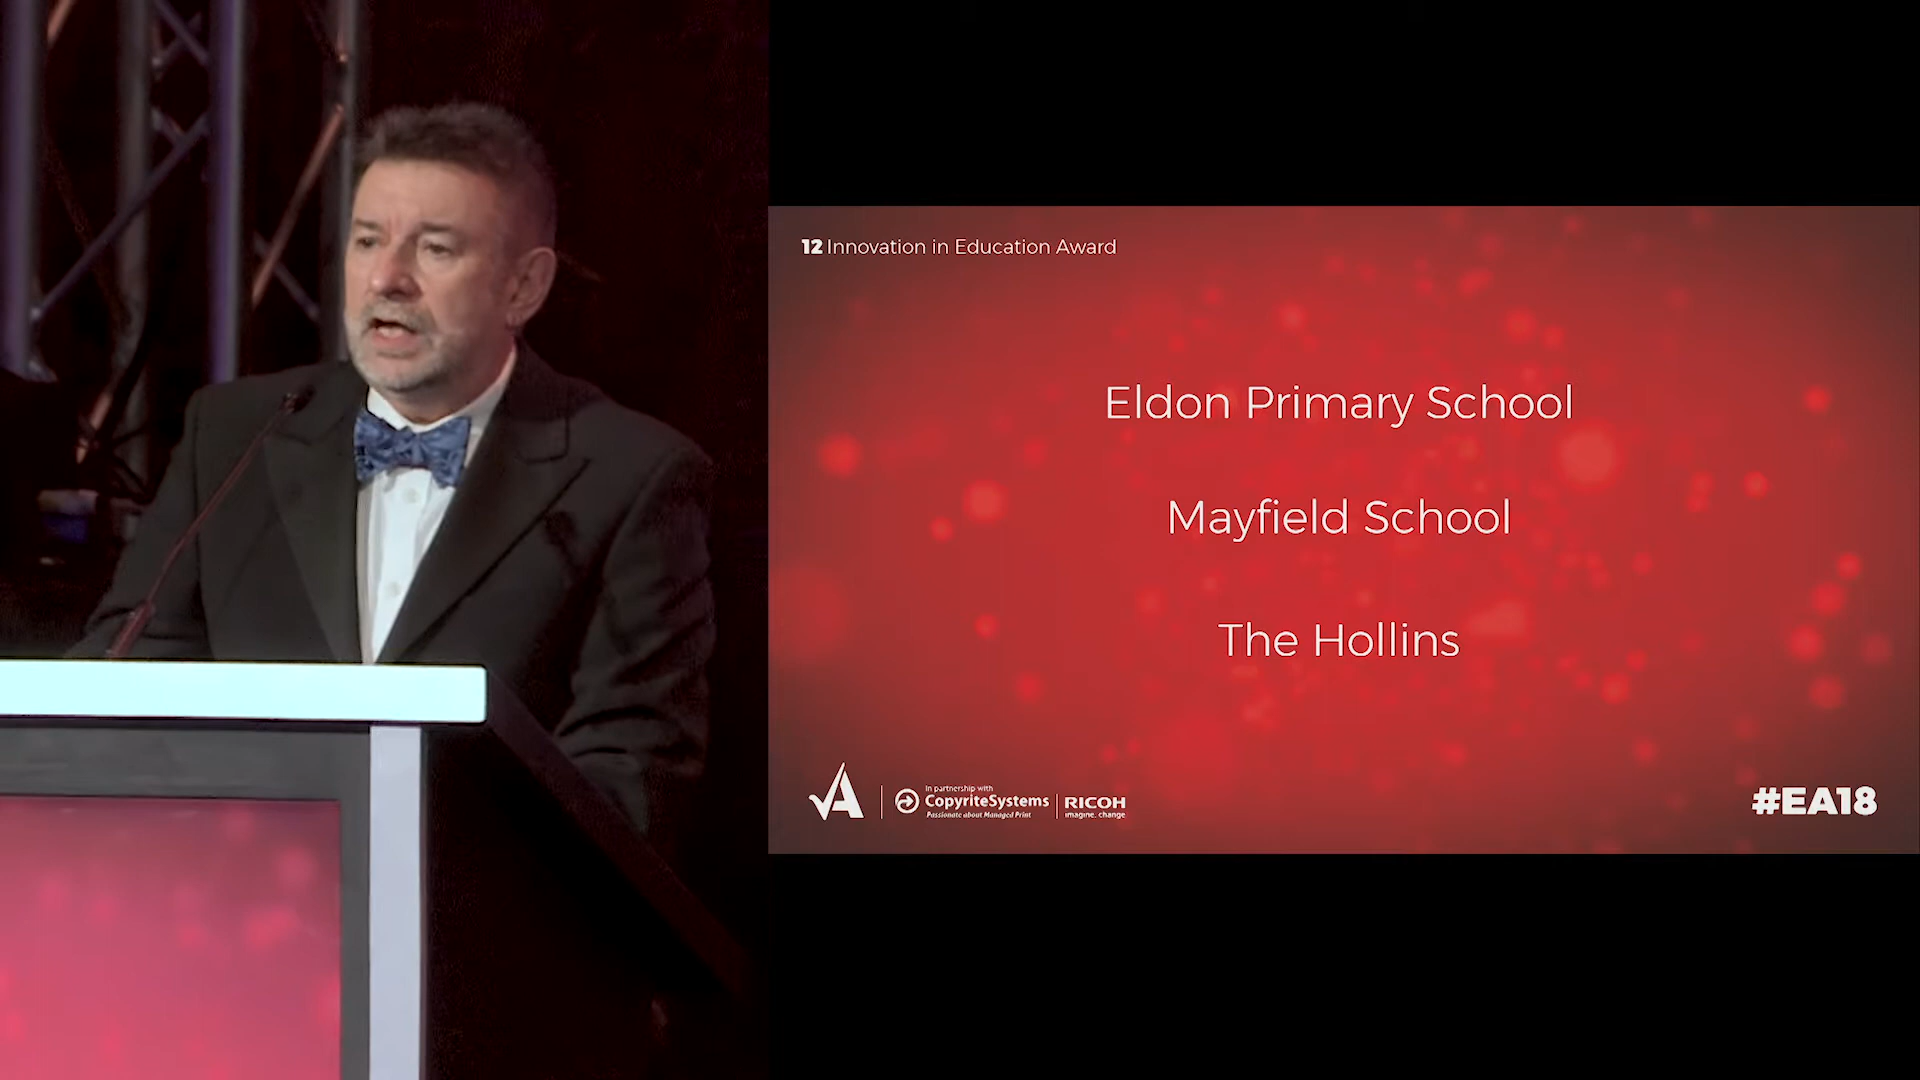 12 Innovation in Education Award
Eldon Primary School
Mayfield School
The Hollins
In partnership with
CopyriteSystems
Passionate about Managed Print
RICOH
imagine. change.
#EA18